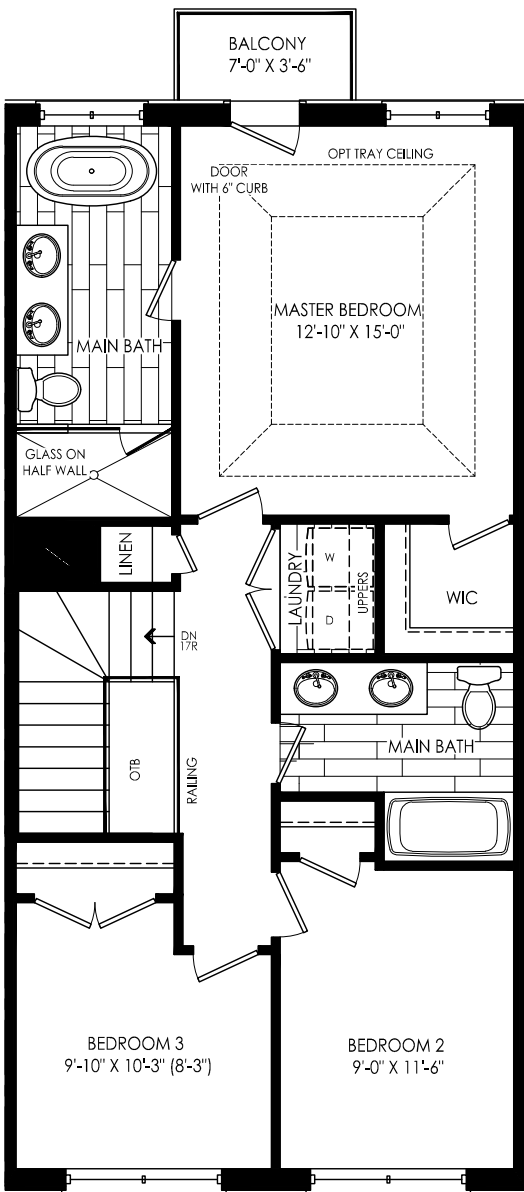 BALCONY
7'-0" X 3'-6"
OPT TRAY CEILING
DOOR
WITH 6" CURB
MASTER BEDROOM
12'-10" X 15'-0"
MAIN BATH
GLASS ON
HALF WALL
LINEN
LAUNDRY
W
D
UPPERS
WIC
DN
17R
OTB
RAILING
MAIN BATH
BEDROOM 3
9'-10" X 10'-3" (8'-3")
BEDROOM 2
9'-0" X 11'-6"